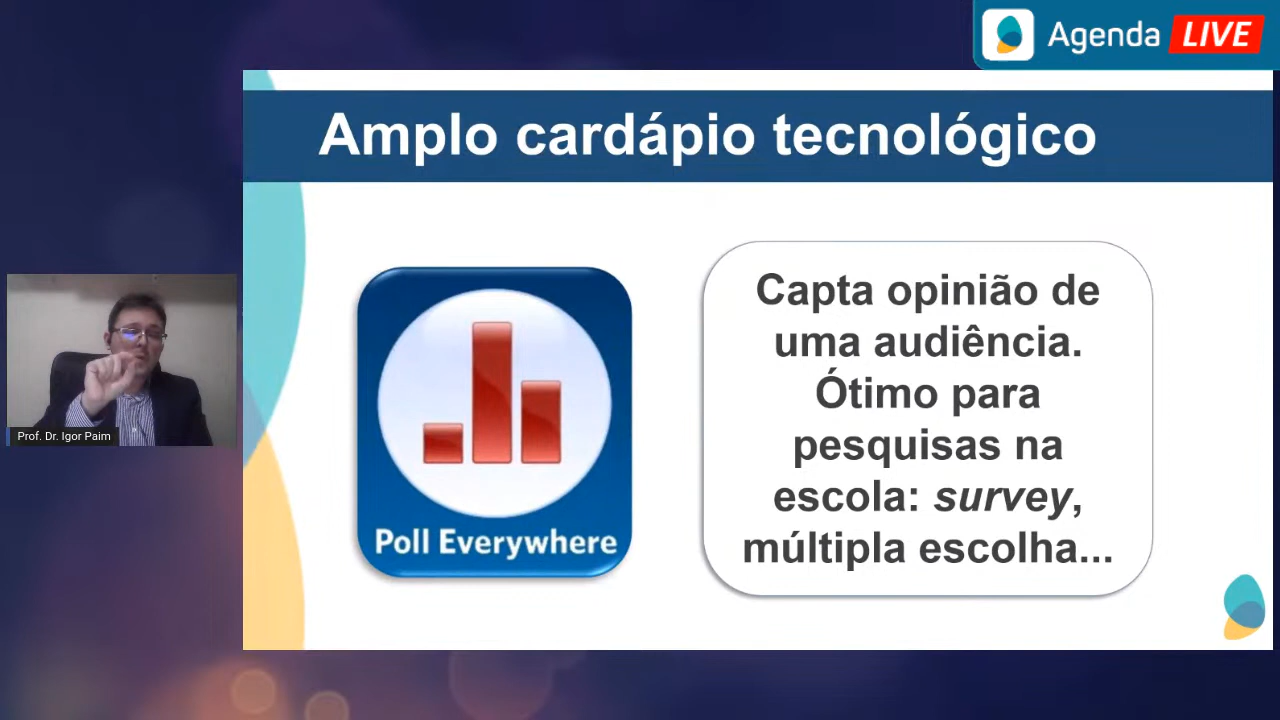 Agenda LIVE
Amplo cardápio tecnológico
Capta opinião de
uma audiência.
Ótimo para
pesquisas na
escola: survey,
múltipla escolha...
Poll Everywhere
Prof. Dr. Igor Paim